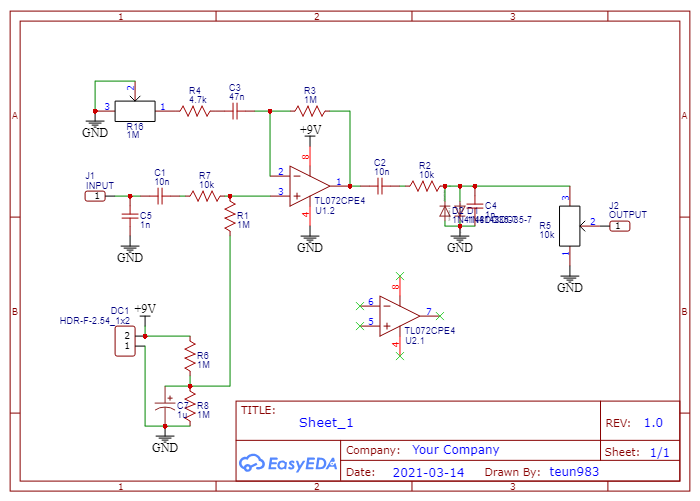 1
2
3
A
A
2
3
1
R16
1M
GND
R4
4.7k
C3
47n
R3
1M
+9V
8
2
3
1
4
TL072CPE4
U1.2
GND
J1
INPUT
1
C1
10n
R7
10k
C5
1n
GND
R1
1M
C2
10n
R2
10k
D2
D1
C4
GND
3
2
1
R5
10k
GND
J2
OUTPUT
1
B
B
DC1
HDR-F-2.54_1x2
+9V
2
1
R6
1M
C7
1u
R8
1M
GND
8
6
5
7
4
TL072CPE4
U2.1
TITLE:
Sheet_1
REV: 1.0
EasyEDA
Company: Your Company
Sheet: 1/1
Date: 2021-03-14 Drawn By: teun983
1
2
3